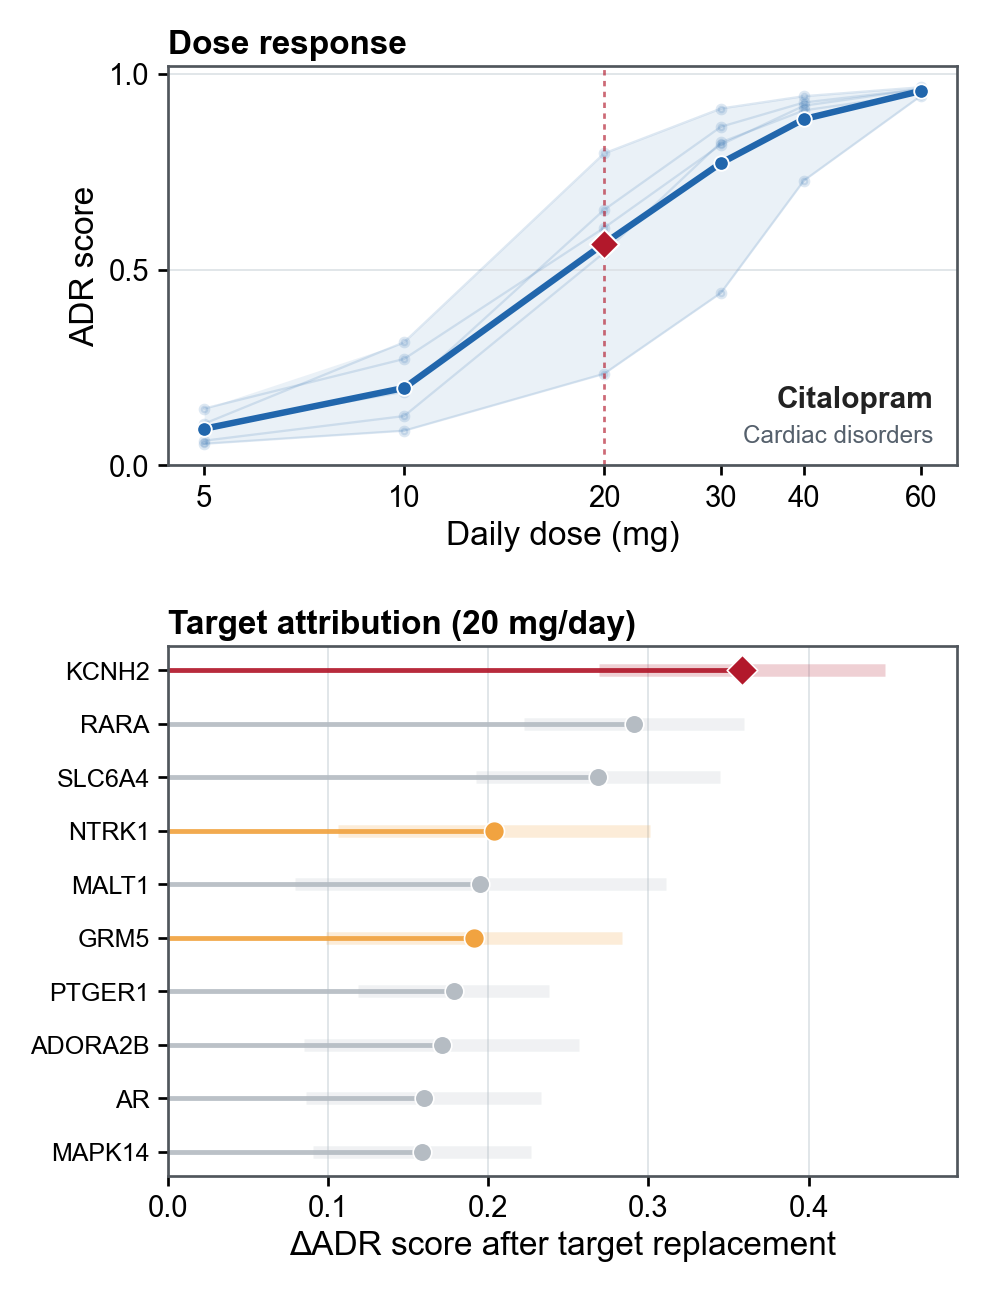 Dose response
1.0
0.5
0.0
ADR score
Citalopram
Cardiac disorders
5 10 20 30 40 60
Daily dose (mg)
Target attribution (20 mg/day)
KCNH2
RARA
SLC6A4
NTRK1
MALT1
GRM5
PTGER1
ADORA2B
AR
MAPK14
0.0 0.1 0.2 0.3 0.4
ΔADR score after target replacement